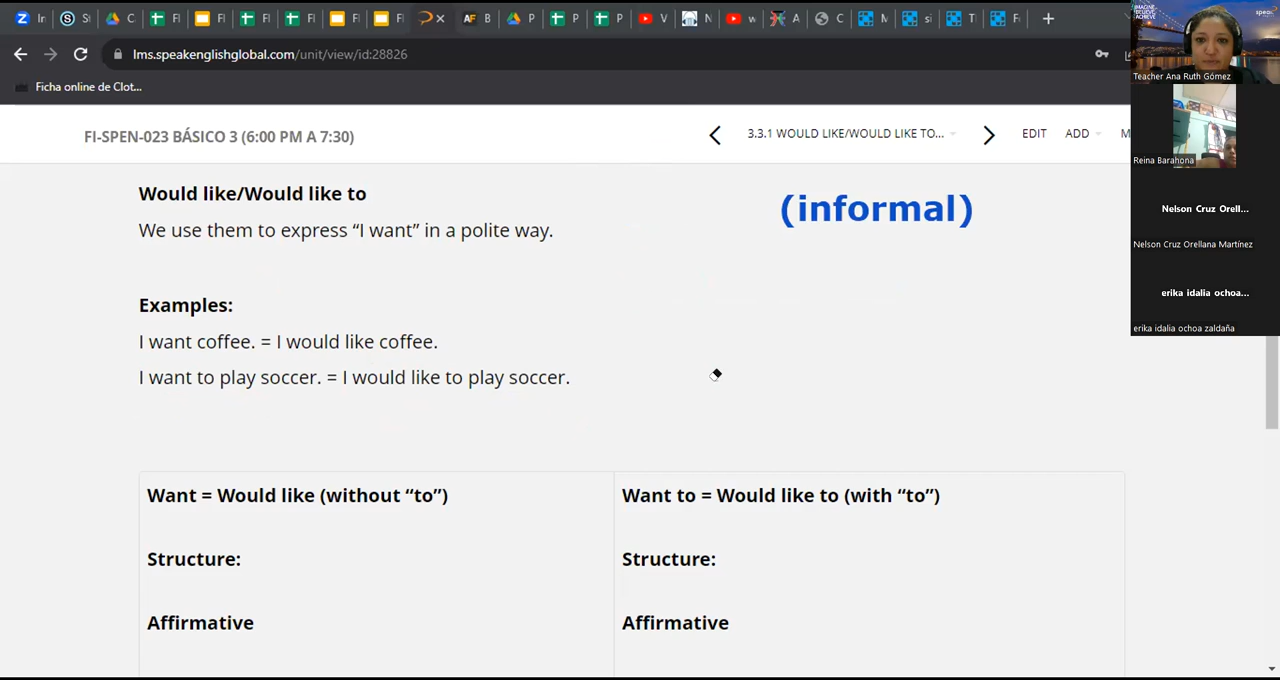 lms.speakenglishglobal.com/unit/view/id:28826
Ficha online de Clot...
FI-SPEN-023 BÁSICO 3 (6:00 PM A 7:30)
3.3.1 WOULD LIKE/WOULD LIKE TO...
EDIT
ADD
Would like/Would like to
(informal)
We use them to express “I want” in a polite way.
Examples:
I want coffee. = I would like coffee.
I want to play soccer. = I would like to play soccer.
Want = Would like (without “to”)
Want to = Would like to (with “to”)
Structure:
Structure:
Affirmative
Affirmative
Teacher Ana Ruth Gómez
Reina Barahona
Nelson Cruz Orell...
Nelson Cruz Orellana Martínez
erika idalia ochoa...
erika idalia ochoa zaldaña